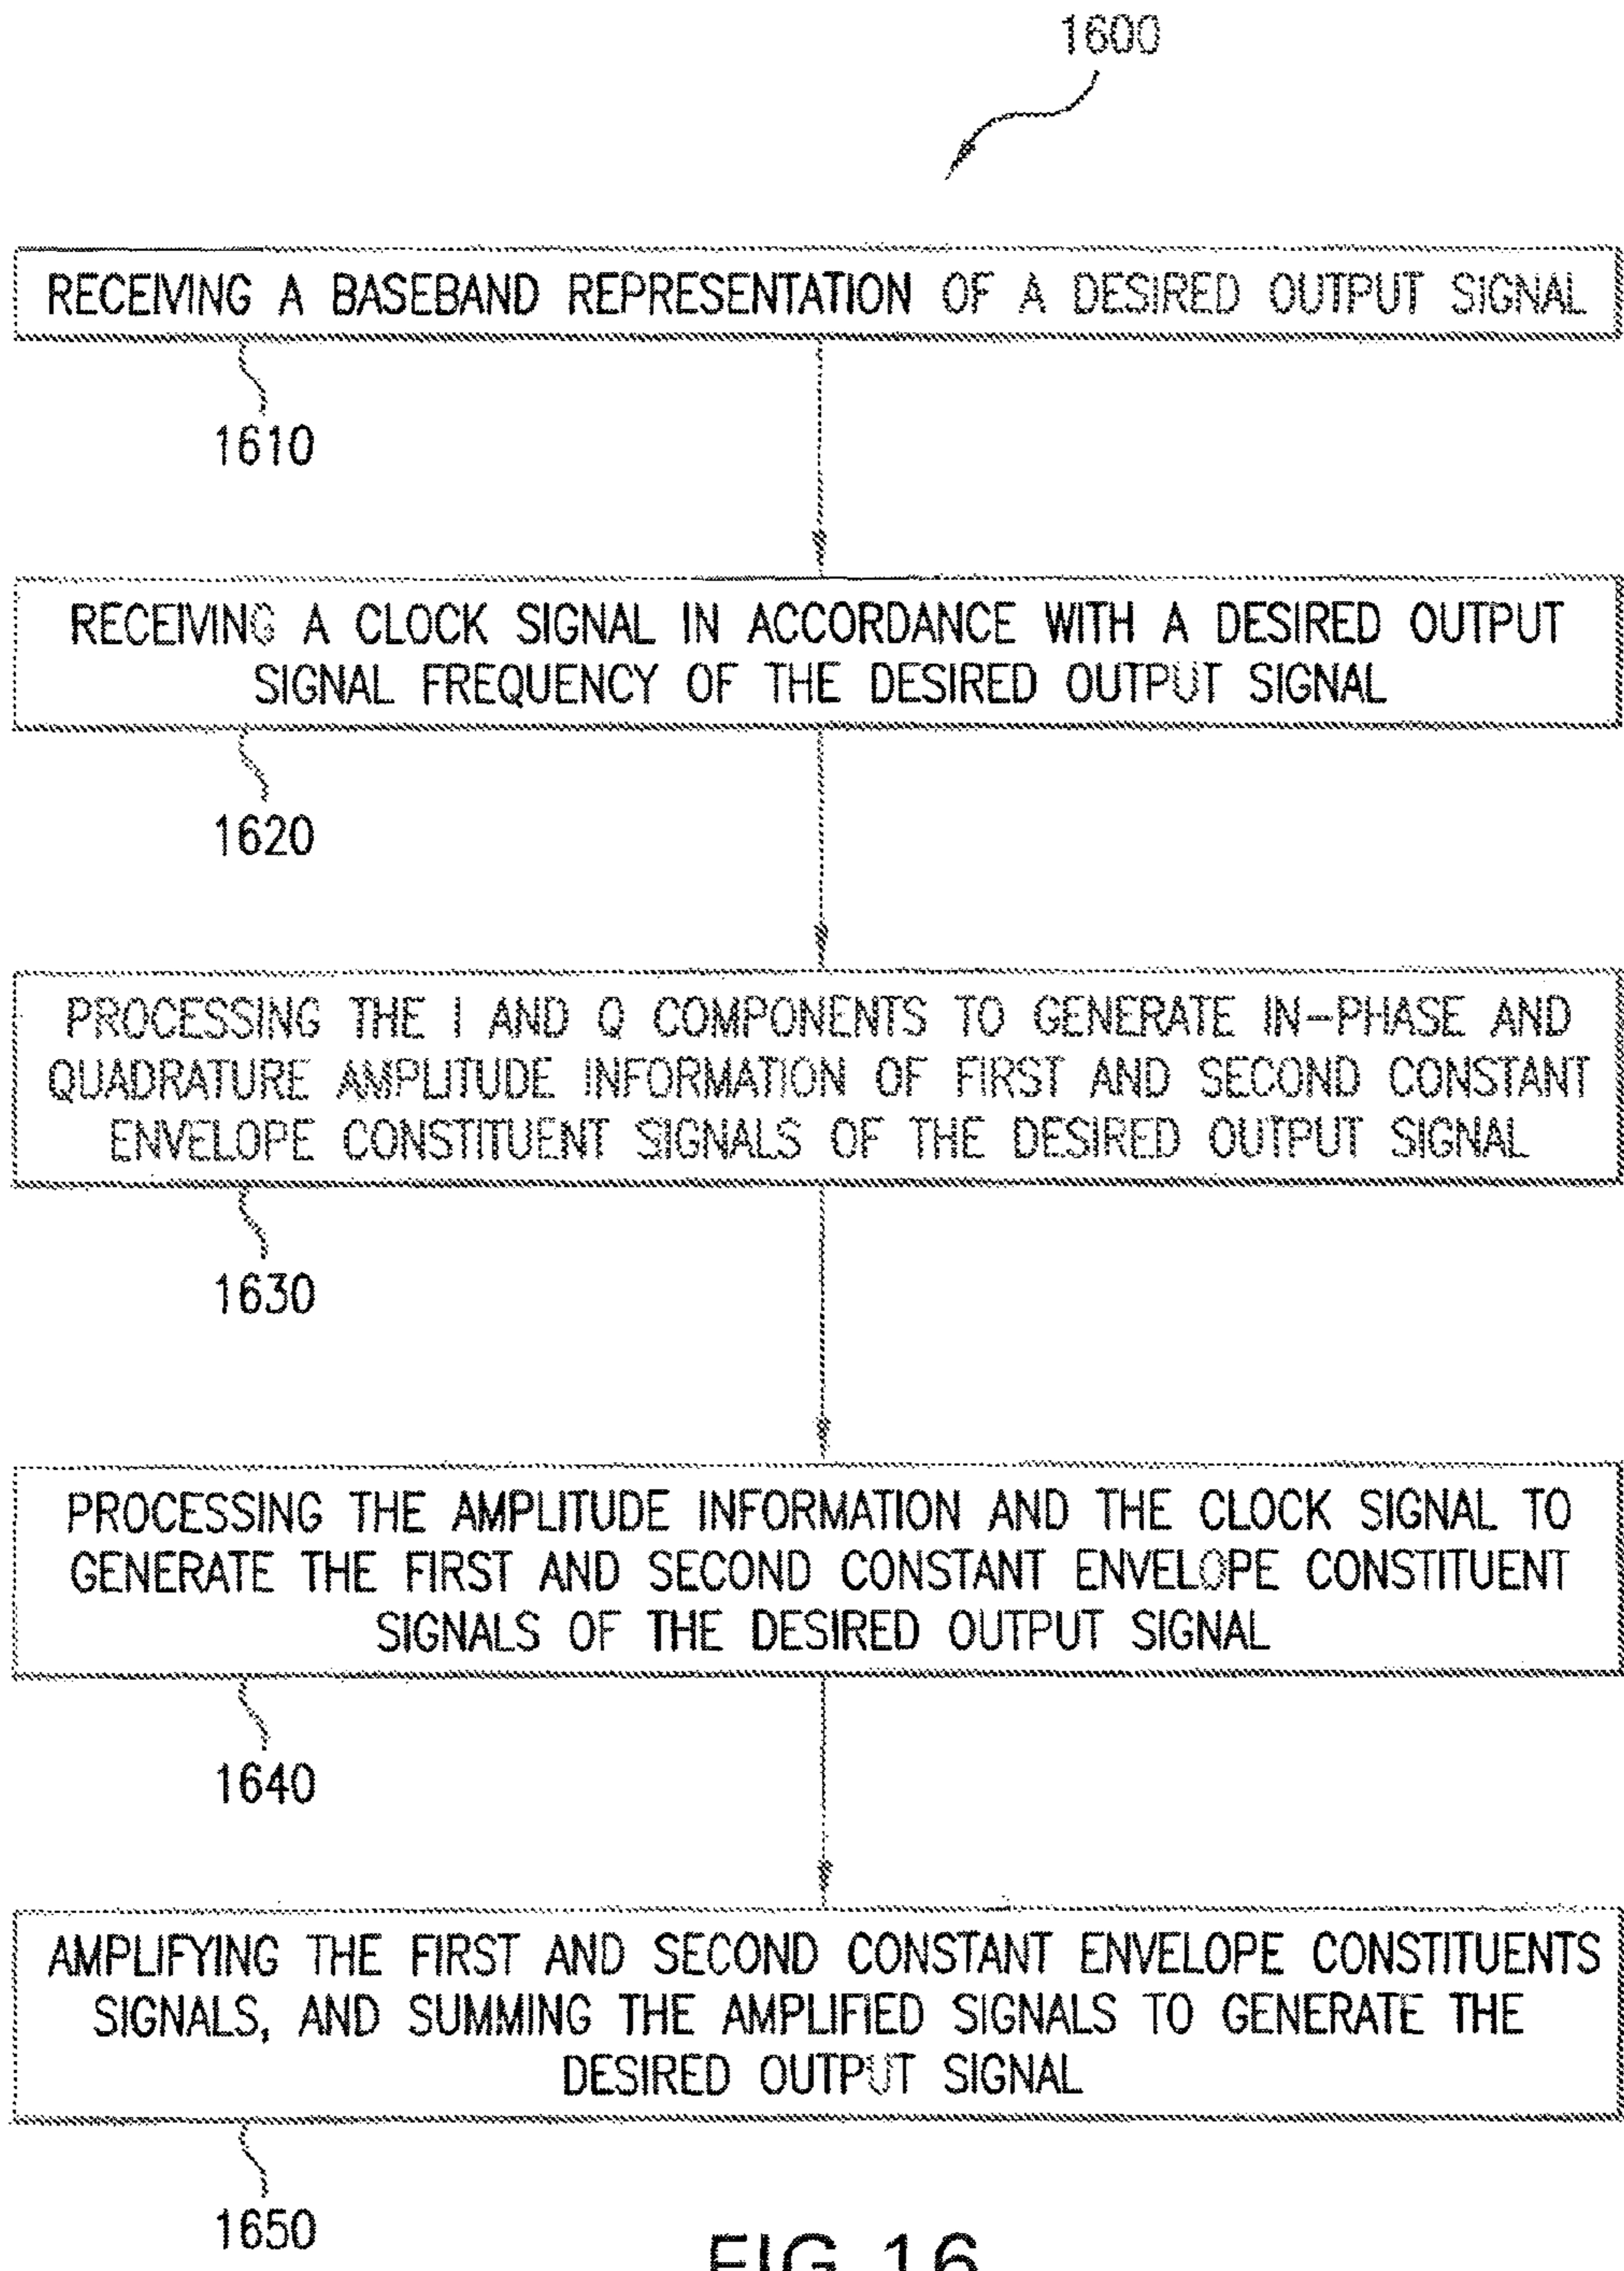 1600
RECEIVING A BASEBAND REPRESENTATION OF A DESIRED OUTPUT SIGNAL
1610
RECEIVING A CLOCK SIGNAL IN ACCORDANCE WITH A DESIRED OUTPUT
SIGNAL FREQUENCY OF THE DESIRED OUTPUT SIGNAL
1620
PROCESSING THE I AND Q COMPONENTS TO GENERATE IN-PHASE AND
QUADRATURE AMPLITUDE INFORMATION OF FIRST AND SECOND CONSTANT
ENVELOPE CONSTITUENT SIGNALS OF THE DESIRED OUTPUT SIGNAL
1630
PROCESSING THE AMPLITUDE INFORMATION AND THE CLOCK SIGNAL TO
GENERATE THE FIRST AND SECOND CONSTANT ENVELOPE CONSTITUENT
SIGNALS OF THE DESIRED OUTPUT SIGNAL
1640
AMPLIFYING THE FIRST AND SECOND CONSTANT ENVELOPE CONSTITUENTS
SIGNALS, AND SUMMING THE AMPLIFIED SIGNALS TO GENERATE THE
DESIRED OUTPUT SIGNAL
1650
FIG. 16